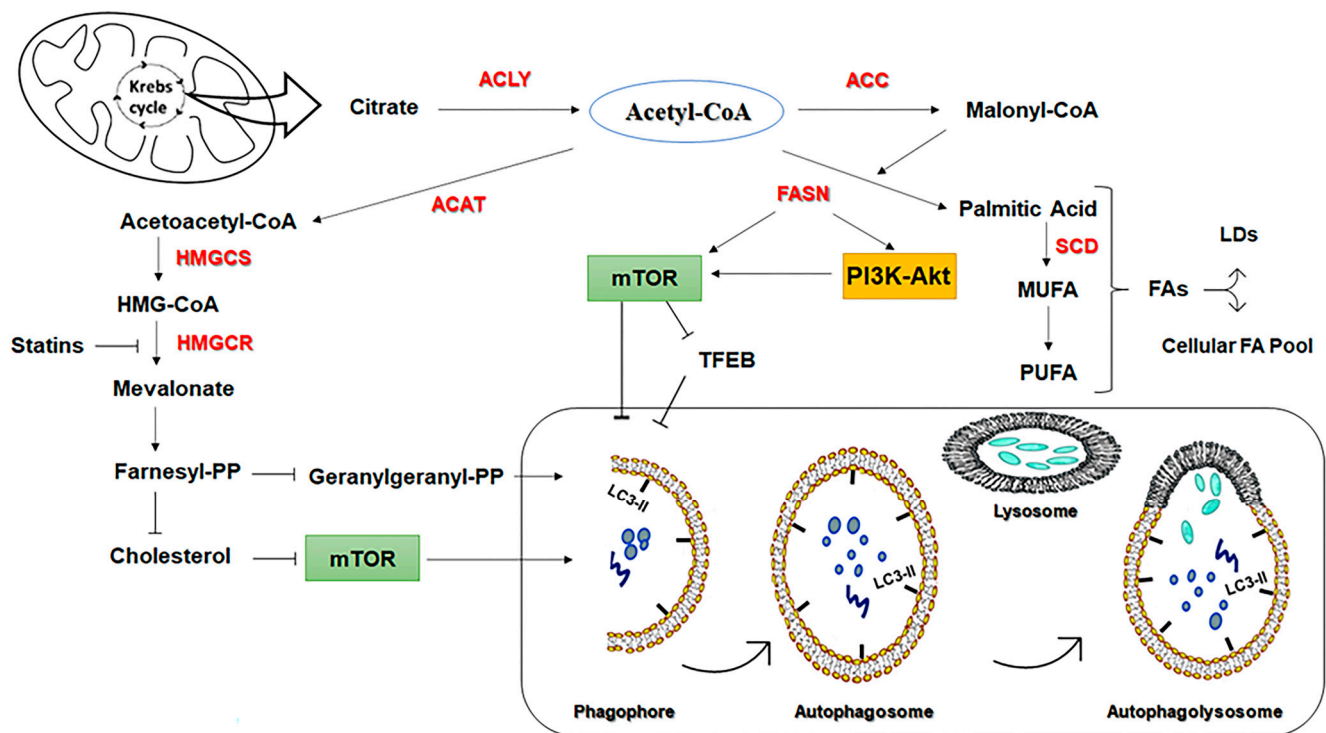 Krebs
cycle
Citrate
ACLY
Acetyl-CoA
ACC
Malonyl-CoA
ACAT
FASN
Acetoacetyl-CoA
HMGCS
HMG-CoA
Statins
HMGCR
Mevalonate
Farnesyl-PP
Geranylgeranyl-PP
Cholesterol
mTOR
mTOR
PI3K-Akt
TFEB
Palmitic Acid
SCD
MUFA
PUFA
FAs
LDs
Cellular FA Pool
LC3-II
LC3-II
Lysosome
LC3-II
Phagophore
Autophagosome
Autophagolysosome